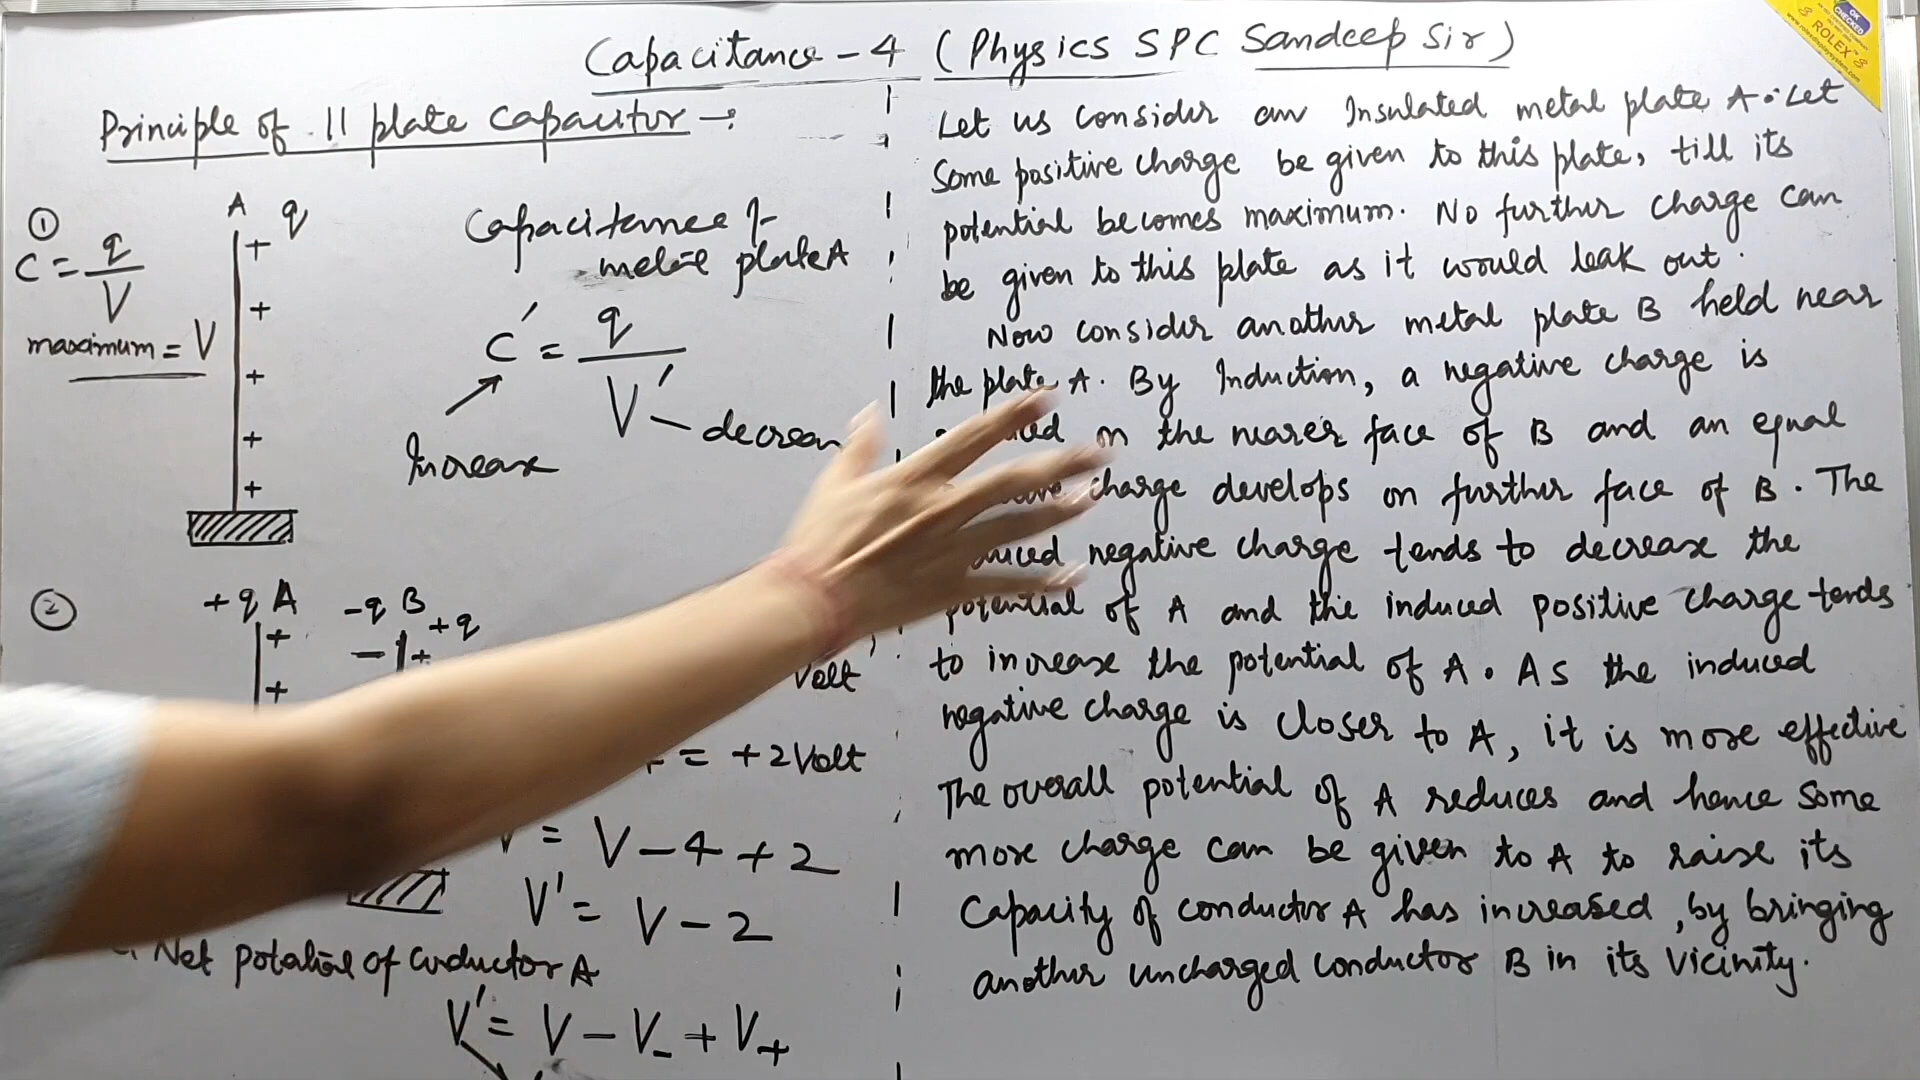 Capacitance - 4 (Physics SPC Sandeep Sir)
Principle of || plate Capacitor →:
① A q
C = q / V
maximum = V
+
+
+
+
+
Capacitance of
metal plate A
C' = q / V'
Increase
decrea
② +q A -q B +q
+
- +
+
Volt
= +2 Volt
= V - 4 + 2
V' = V - 2
Net potential of conductor A
V' = V - V₋ + V₊
Let us consider an Insulated metal plate A. Let
Some positive charge be given to this plate, till its
potential becomes maximum. No further charge can
be given to this plate as it would leak out.
Now consider another metal plate B held near
the plate A. By Induction, a negative charge is
on the nearer face of B and an equal
charge develops on further face of B. The
negative charge tends to decrease the
potential of A and the induced positive charge tends
to increase the potential of A. As the induced
negative charge is closer to A, it is more effective
The overall potential of A reduces and hence some
more charge can be given to A to raise its
Capacity of conductor A has increased, by bringing
another uncharged conductor B in its vicinity.
OK
CHECKED
ROLEX